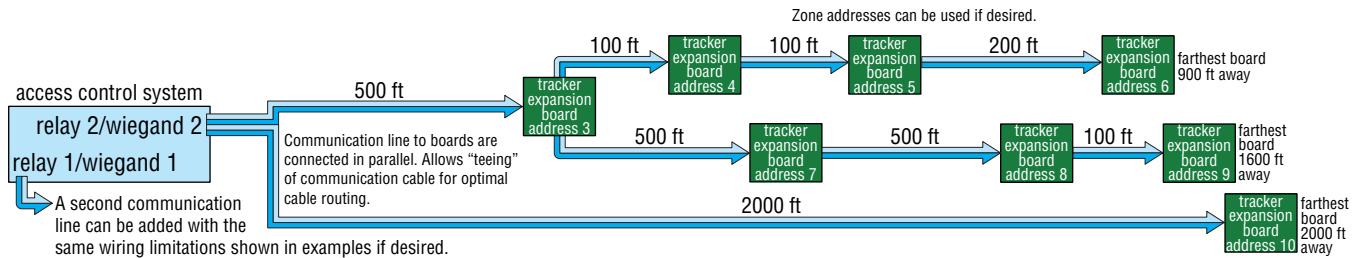 Zone addresses can be used if desired.
100 ft
100 ft
200 ft
tracker
expansion
board
address 4
tracker
expansion
board
address 5
tracker
expansion
board
address 6
farthest board
900 ft away
access control system
500 ft
tracker
expansion
board
address 3
relay 2/wiegand 2
relay 1/wiegand 1
Communication line to boards are
connected in parallel. Allows “teeing”
of communication cable for optimal
cable routing.
500 ft
500 ft
100 ft
tracker
expansion
board
address 7
tracker
expansion
board
address 8
tracker
expansion
board
address 9
farthest
board
1600 ft
away
A second communication
line can be added with the
same wiring limitations shown in examples if desired.
2000 ft
tracker
expansion
board
address 10
farthest
board
2000 ft
away